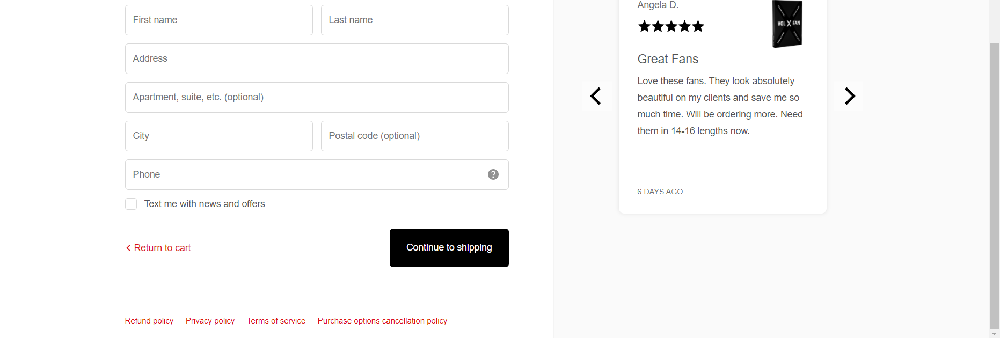 First name
Last name
Address
Apartment, suite, etc. (optional)
City
Postal code (optional)
Phone
?
Text me with news and offers
Return to cart
Continue to shipping
Refund policy
Privacy policy
Terms of service
Purchase options cancellation policy
Angela D.
VOL X FAN
Great Fans
Love these fans. They look absolutely
beautiful on my clients and save me so
much time. Will be ordering more. Need
them in 14-16 lengths now.
6 DAYS AGO